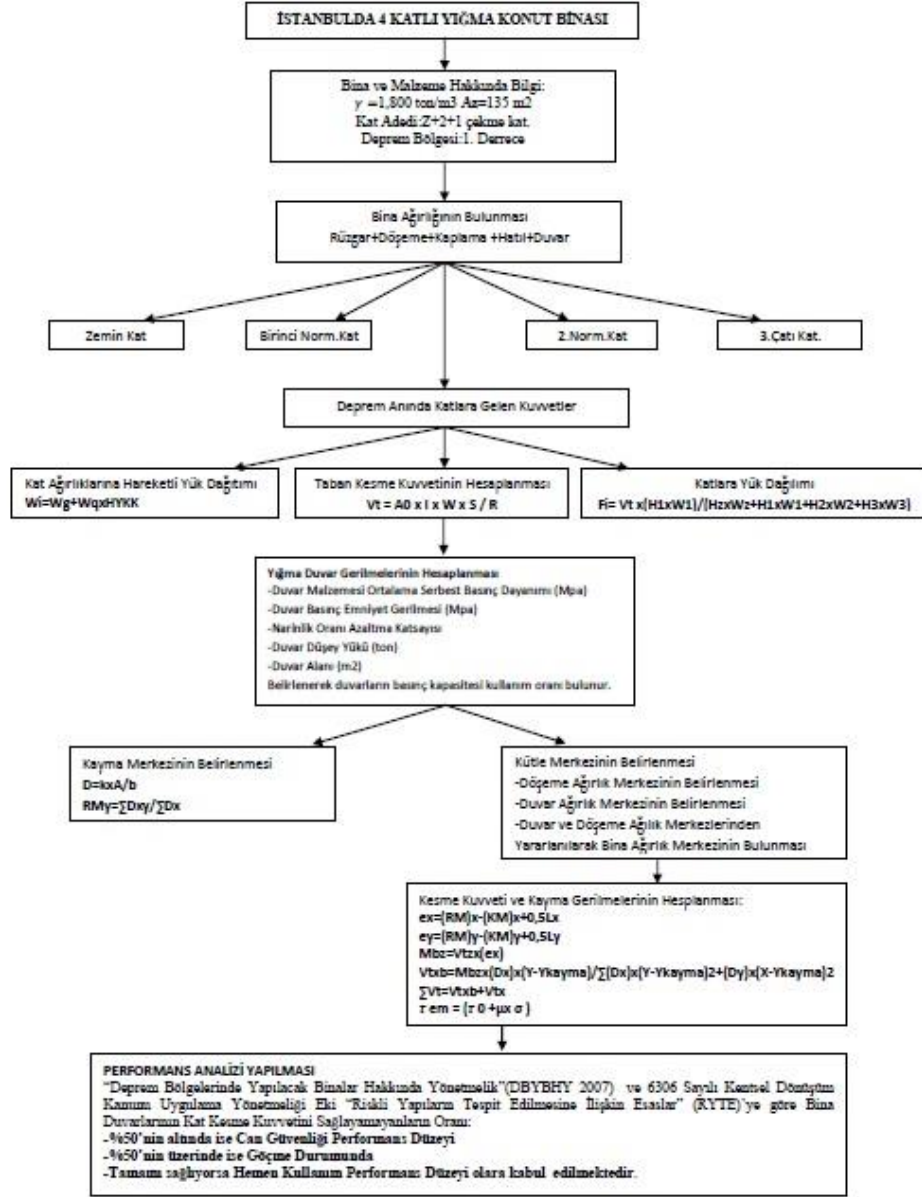 İSTANBULDA 4 KATLI YIĞMA KONUT BİNASI
Bina ve Malzeme Hakkında Bilgi:
γ =1,800 ton/m3 Az=135 m2
Kat Adedi:Z+2+1 çekme kat.
Deprem Bölgesi:1. Derrece
Bina Ağırlığının Bulunması
Rüzgar+Döşeme+Kaplama +Hatıl+Duvar
Zemin Kat
Birinci Norm.Kat
2.Norm.Kat
3.Çatı Kat.
Deprem Anında Katlara Gelen Kuvvetler
Kat Ağırlıklarına Hareketli Yük Dağıtımı
Wi=Wg+WqxHYKK
Taban Kesme Kuvvetinin Hesaplanması
Vt = A0 x I x W x S / R
Katlara Yük Dağılımı
Fi= Vt x(H1xW1)/(HzxWz+H1xW1+H2xW2+H3xW3)
Yığma Duvar Gerilmelerinin Hesaplanması
-Duvar Malzemesi Ortalama Serbest Basınç Dayanımı (Mpa)
-Duvar Basınç Emniyet Gerilmesi (Mpa)
-Narinlik Oranı Azaltma Katsayısı
-Duvar Düşey Yükü (ton)
-Duvar Alanı (m2)
Belirlenerek duvarların basınç kapasitesi kullanım oranı bulunur.
Kayma Merkezinin Belirlenmesi
D=kxA/b
RMy=∑Dxy/∑Dx
Kütle Merkezinin Belirlenmesi
-Döşeme Ağırlık Merkezinin Belirlenmesi
-Duvar Ağırlık Merkezinin Belirlenmesi
-Duvar ve Döşeme Ağılık Merkezlerinden
Yararlanılarak Bina Ağırlık Merkezinin Bulunması
Kesme Kuvveti ve Kayma Gerilmelerinin Hesplanması:
ex=(RM)x-(KM)x+0,5Lx
ey=(RM)y-(KM)y+0,5Ly
Mbz=Vtzx(ex)
Vtxb=Mbzx(Dx)x(Y-Ykayma)/∑(Dx)x(Y-Ykayma)2+(Dy)x(X-Ykayma)2
∑Vt=Vtxb+Vtx
τ em = (τ 0 +μx σ )
PERFORMANS ANALİZİ YAPILMASI
"Deprem Bölgelerinde Yapılacak Binalar Hakkında Yönetmelik"(DBYBHY 2007) ve 6306 Sayılı Kentsel Dönüşüm
Kanunu Uygulama Yönetmeliği Eki "Riskli Yapıların Tespit Edilmesine İlişkin Esaslar" (RYTE)'ye göre Bina
Duvarlarının Kat Kesme Kuvvetini Sağlayamayanların Oranı:
-%50'nin altında ise Can Güvenliği Performans Düzeyi
-%50'nin üzerinde ise Göçme Durumunda
-Tamamı sağlıyorsa Hemen Kullanım Performans Düzeyi olara kabul edilmektedir.